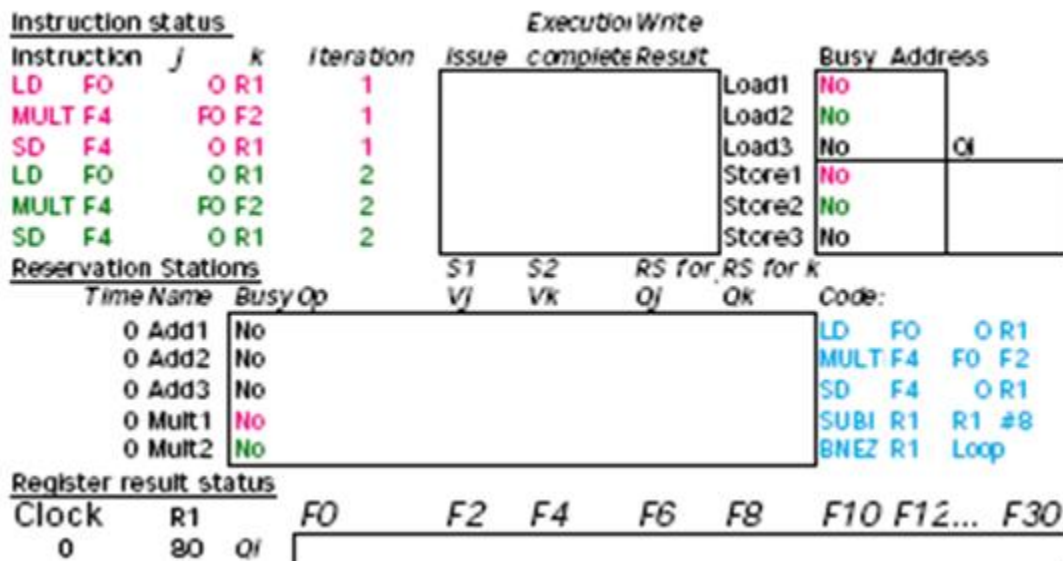 Instruction status Execution Write
Instruction j k Iteration Issue complete Result Busy Address
LD F0 0 R1 1 Load1 No
MULT F4 F0 F2 1 Load2 No
SD F4 0 R1 1 Load3 No Qi
LD F0 0 R1 2 Store1 No
MULT F4 F0 F2 2 Store2 No
SD F4 0 R1 2 Store3 No
Reservation Stations S1 S2 RS for RS for k
Time Name Busy Op Vj Vk Qj Qk Code:
0 Add1 No LD F0 0 R1
0 Add2 No MULT F4 F0 F2
0 Add3 No SD F4 0 R1
0 Mult1 No SUBI R1 R1 #8
0 Mult2 No BNEZ R1 Loop
Register result status
Clock R1 F0 F2 F4 F6 F8 F10 F12... F30
0 80 Qi